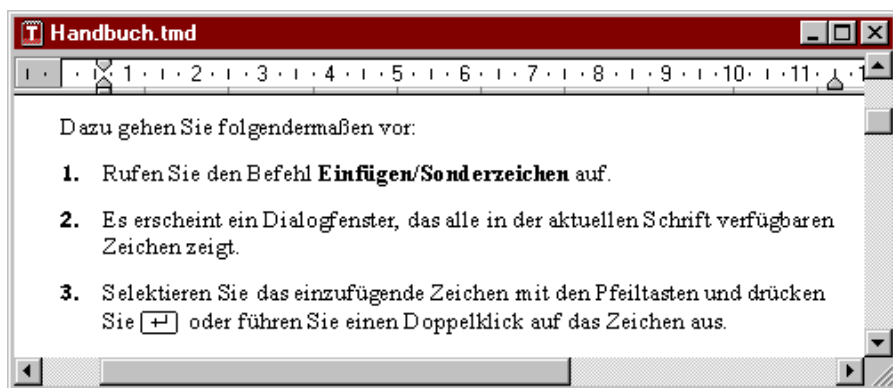 Handbuch.tmd
1 2 3 4 5 6 7 8 9 10 11 1
Dazu gehen Sie folgendermaßen vor:
1. Rufen Sie den Befehl Einfügen/Sonderzeichen auf.
2. Es erscheint ein Dialogfenster, das alle in der aktuellen Schrift verfügbaren
Zeichen zeigt.
3. Selektieren Sie das einzufügende Zeichen mit den Pfeiltasten und drücken
Sie ↵ oder führen Sie einen Doppelklick auf das Zeichen aus.